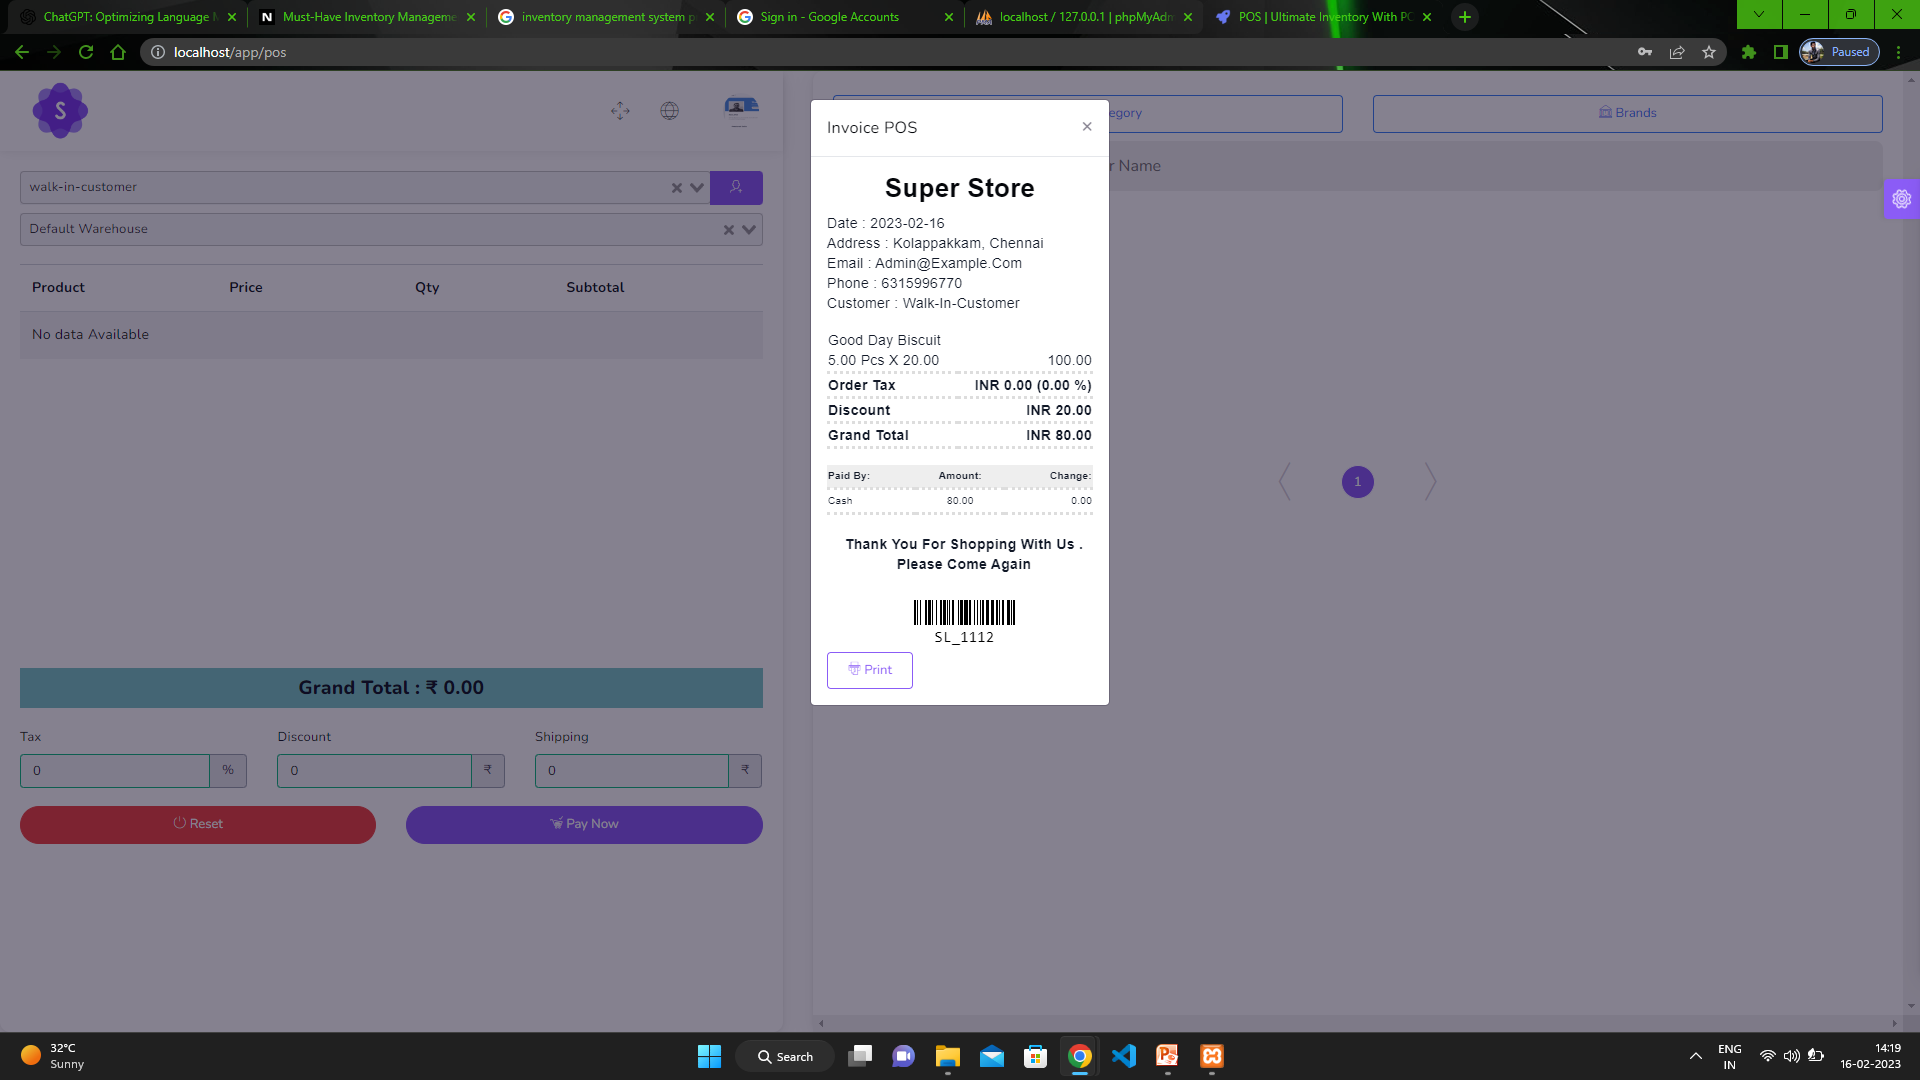 ChatGPT: Optimizing Language
Must-Have Inventory Manageme
inventory management system p
Sign in - Google Accounts
localhost / 127.0.0.1 | phpMyAdm
POS | Ultimate Inventory With PO
localhost/app/pos
Paused
S
egory
Brands
walk-in-customer
r Name
Default Warehouse
Product Price Qty Subtotal
No data Available
Invoice POS
Super Store
Date : 2023-02-16
Address : Kolappakkam, Chennai
Email : Admin@Example.Com
Phone : 6315996770
Customer : Walk-In-Customer
Good Day Biscuit
5.00 Pcs X 20.00 100.00
Order Tax INR 0.00 (0.00 %)
Discount INR 20.00
Grand Total INR 80.00
Paid By: Amount: Change:
Cash 80.00 0.00
Thank You For Shopping With Us .
Please Come Again
SL_1112
Print
1
Grand Total : ₹ 0.00
Tax Discount Shipping
0 % 0 ₹ 0 ₹
Reset Pay Now
32°C
Sunny
Search
ENG
IN
14:19
16-02-2023